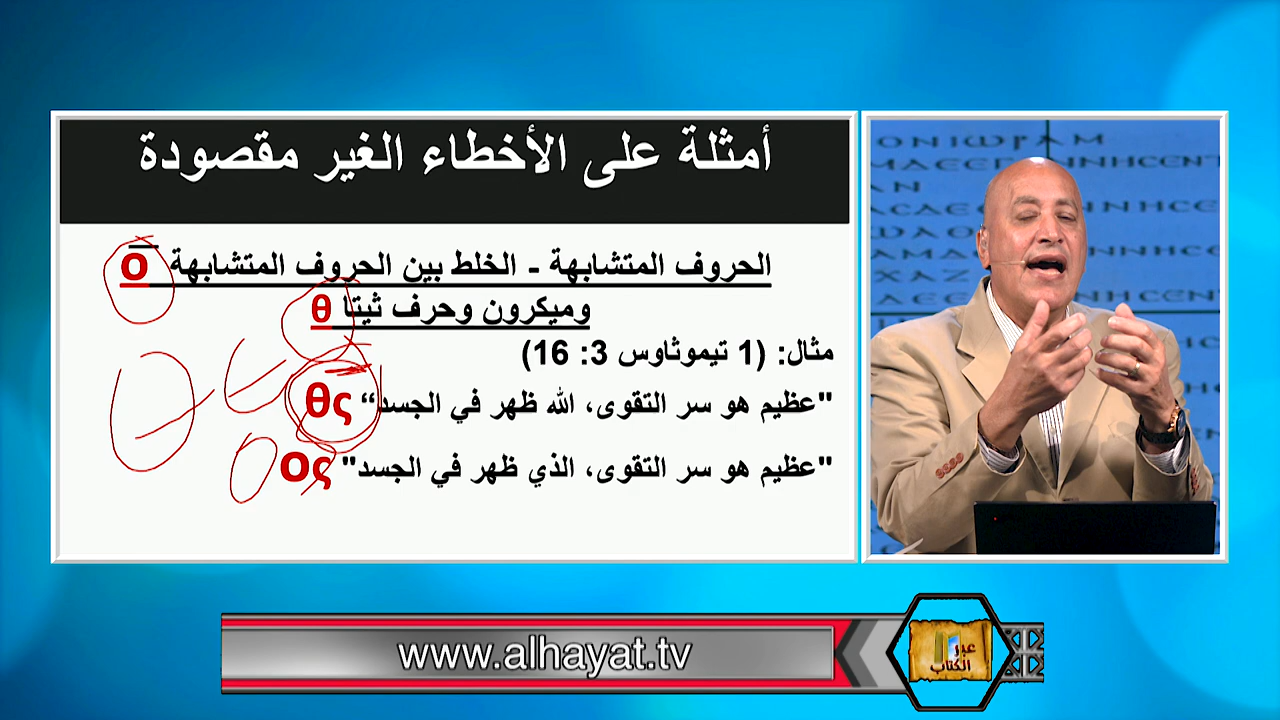 أمثلة على الأخطاء الغير مقصودة
الحروف المتشابهة - الخلط بين الحروف المتشابهة o
وميكرون وحرف ثيتا θ
مثال: (1 تيموثاوس 3: 16)
"عظيم هو سر التقوى، الله ظهر في الجسد“ θς
"عظيم هو سر التقوى، الذي ظهر في الجسد" ος
www.alhayat.tv
عبر
الكتاب